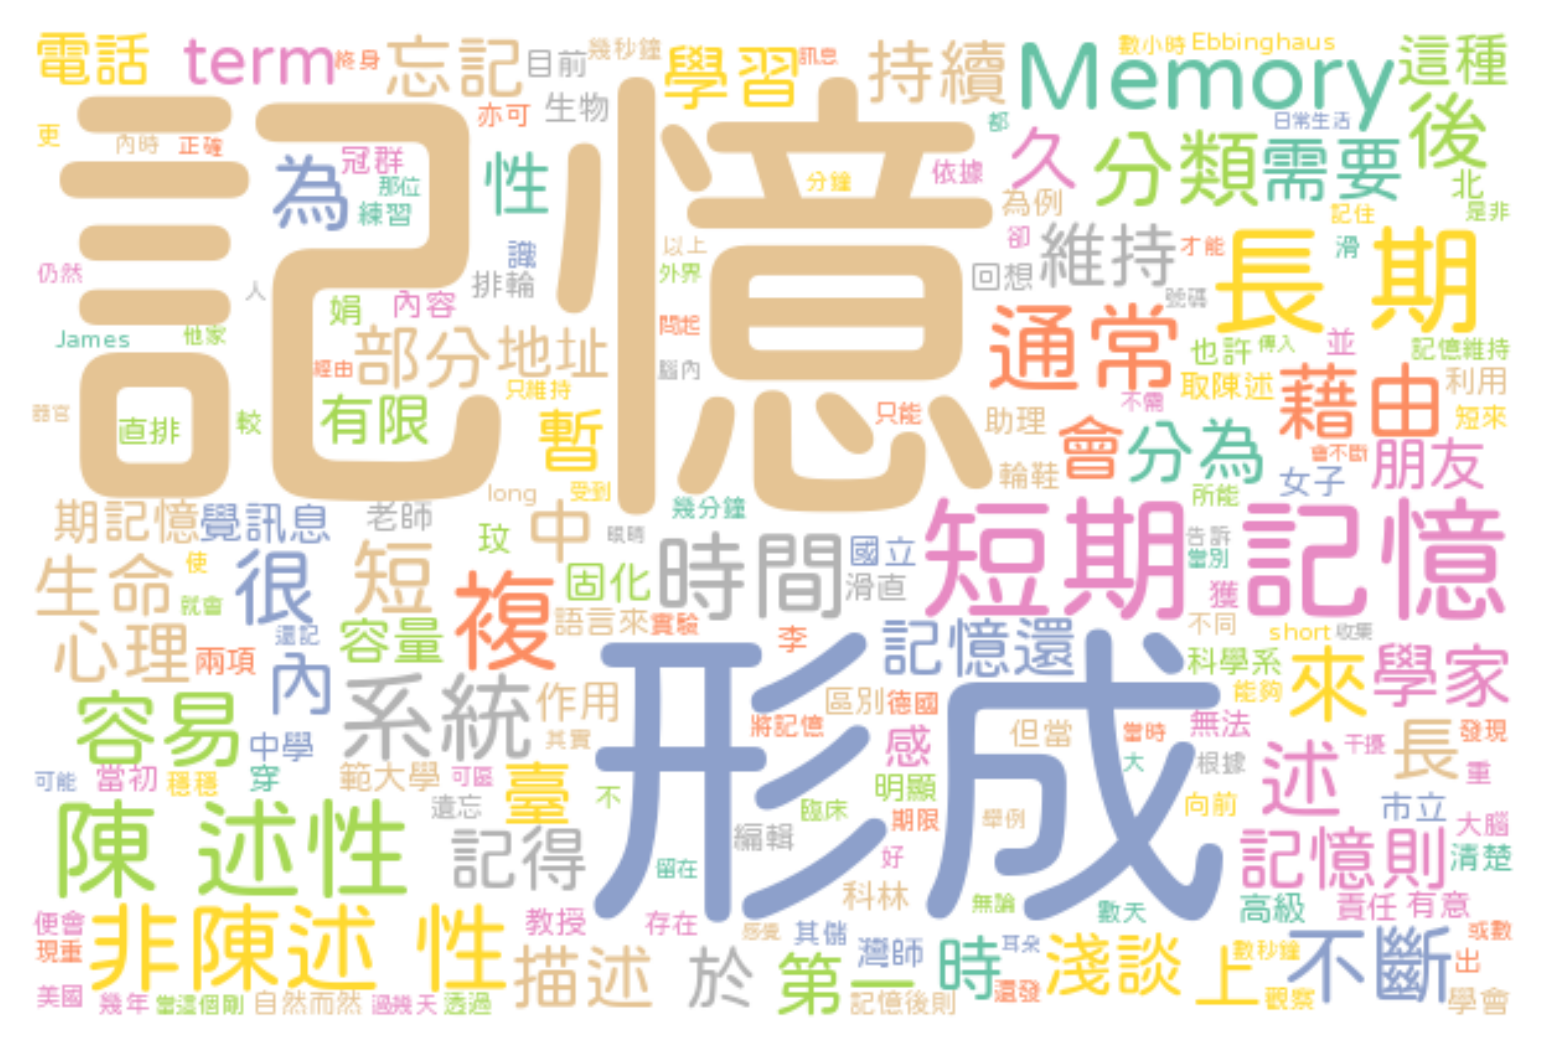 電話 term 終身 忘記 目前 幾秒鐘 學習 訊息 持續 Memory 數小時 Ebbinghaus 這種
更 內時 正確 亦可 生物 都 日常生活 後
記憶
為 冠群 那位 練習 性 分鐘 依據 久 分類 需要 北 是非
為例 記住
仍然 人 識 排輪 以上 外界 卻 回想 維持 才能 滑 長 期
娟 內容 號碼
James 他家 部分 地址 問起 通常 也許 傳入 並 記憶維持
經由 只維持 腦內 取陳述 藉由 利用
器官 直排 較 有限 暫 只能 助理 不需 短來
會 分為 會不斷 朋友
long 受到 輪鞋 女子
期記憶 覺訊息 老師 中 眼睛 幾分鐘 所能
玟 時間 國立 短期記憶 告訴
生命 使 很 短 固化 滑直 當別
就會 複 獲
心理 兩項 還記 容量 語言來 實驗 李 記憶還 不同 short 收集
內 科學系 來 學家
容易 系統 作用 區別 德國 能夠
形成
中學 其實 將記憶 感 但當 當時 無法 干擾 長 發現
可能 當初 穩穩 穿 範大學 可區 臺 不 明顯 大 根據 述 重
遺忘 臨床 期限 舉例 向前 市立
陳 述性 記得 編輯 大腦
留在 好 記憶則 清楚
科林
便會 非陳述 性 教授 存在 感覺 其儲 無論 數天 高級 責任 有意
現重 灣師 耳朵 數秒鐘 或數
描述 於 第一 時 淺談 上 不斷 出
美國 幾年 當這個剛 自然而然 過幾天 透過 記憶後則 還發 觀察 學會